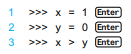 1 >>> x = 1 Enter
2 >>> y = 0 Enter
3 >>> x > y Enter